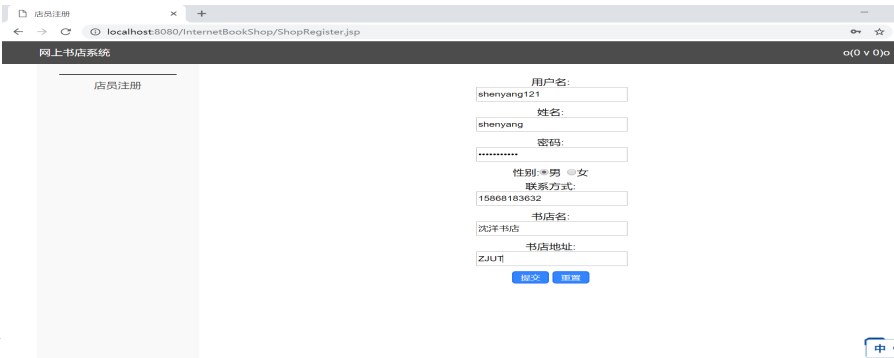 店员注册
localhost:8080/InternetBookShop/ShopRegister.jsp
网上书店系统 o(0 v 0)o
店员注册
用户名:
shenyang121
姓名:
shenyang
密码:
•••••••••••
性别:男 女
联系方式:
15868183632
书店名:
沈洋书店
书店地址:
ZJUT
提交 重置
中